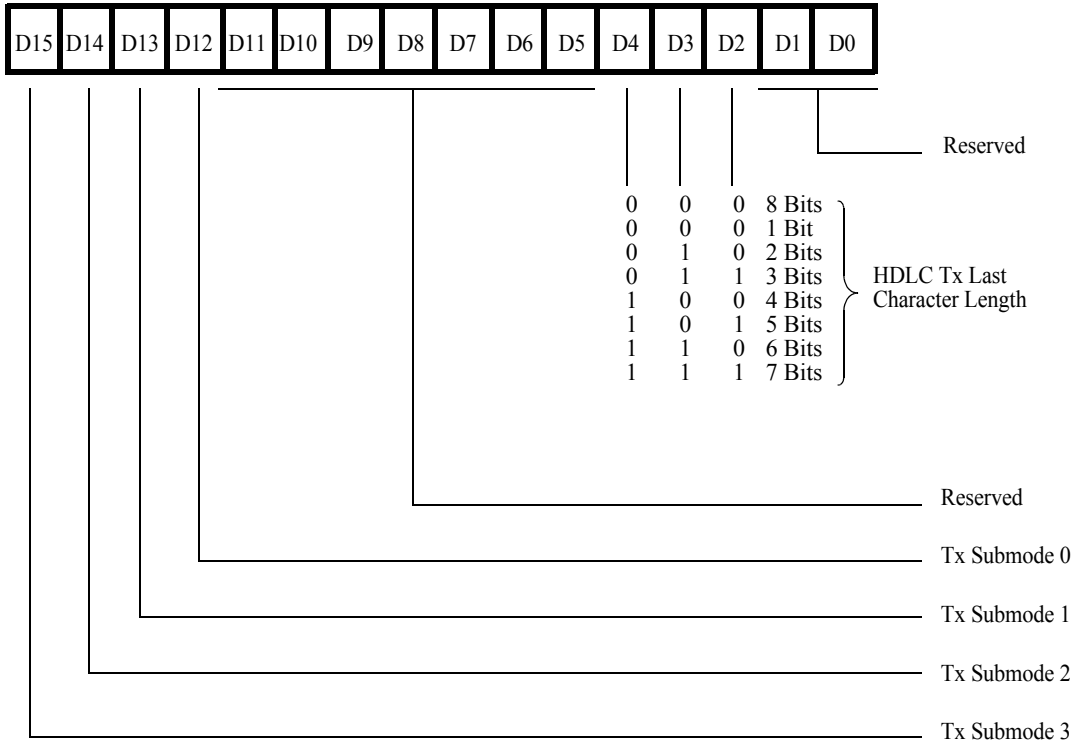 D15 D14 D13 D12 D11 D10 D9 D8 D7 D6 D5 D4 D3 D2 D1 D0
Reserved
0 0 0 8 Bits
0 0 0 1 Bit
0 1 0 2 Bits
0 1 1 3 Bits
1 0 0 4 Bits
1 0 1 5 Bits
1 1 0 6 Bits
1 1 1 7 Bits
HDLC Tx Last
Character Length
Reserved
Tx Submode 0
Tx Submode 1
Tx Submode 2
Tx Submode 3